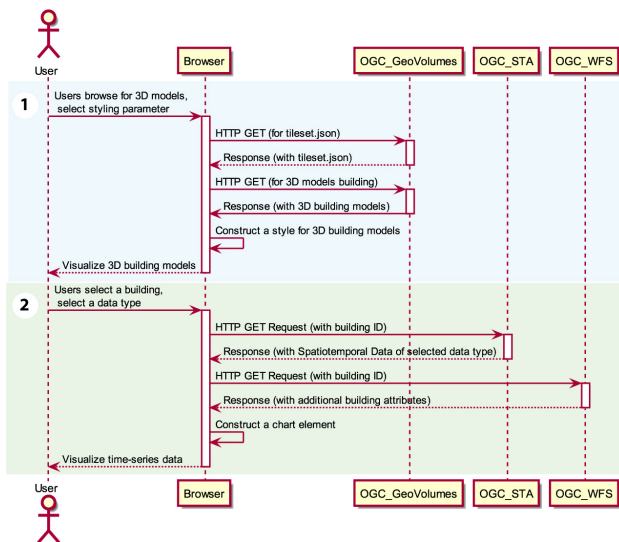 User
Browser
OGC_GeoVolumes
OGC_STA
OGC_WFS
1
Users browse for 3D models,
select styling parameter
HTTP GET (for tileset.json)
Response (with tileset.json)
HTTP GET (for 3D models building)
Response (with 3D building models)
Construct a style for 3D building models
Visualize 3D building models
2
Users select a building,
select a data type
HTTP GET Request (with building ID)
Response (with Spatiotemporal Data of selected data type)
HTTP GET Request (with building ID)
Response (with additional building attributes)
Construct a chart element
Visualize time-series data
User
Browser
OGC_GeoVolumes
OGC_STA
OGC_WFS